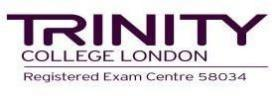 TRINITY
COLLEGE LONDON
Registered Exam Centre 58034